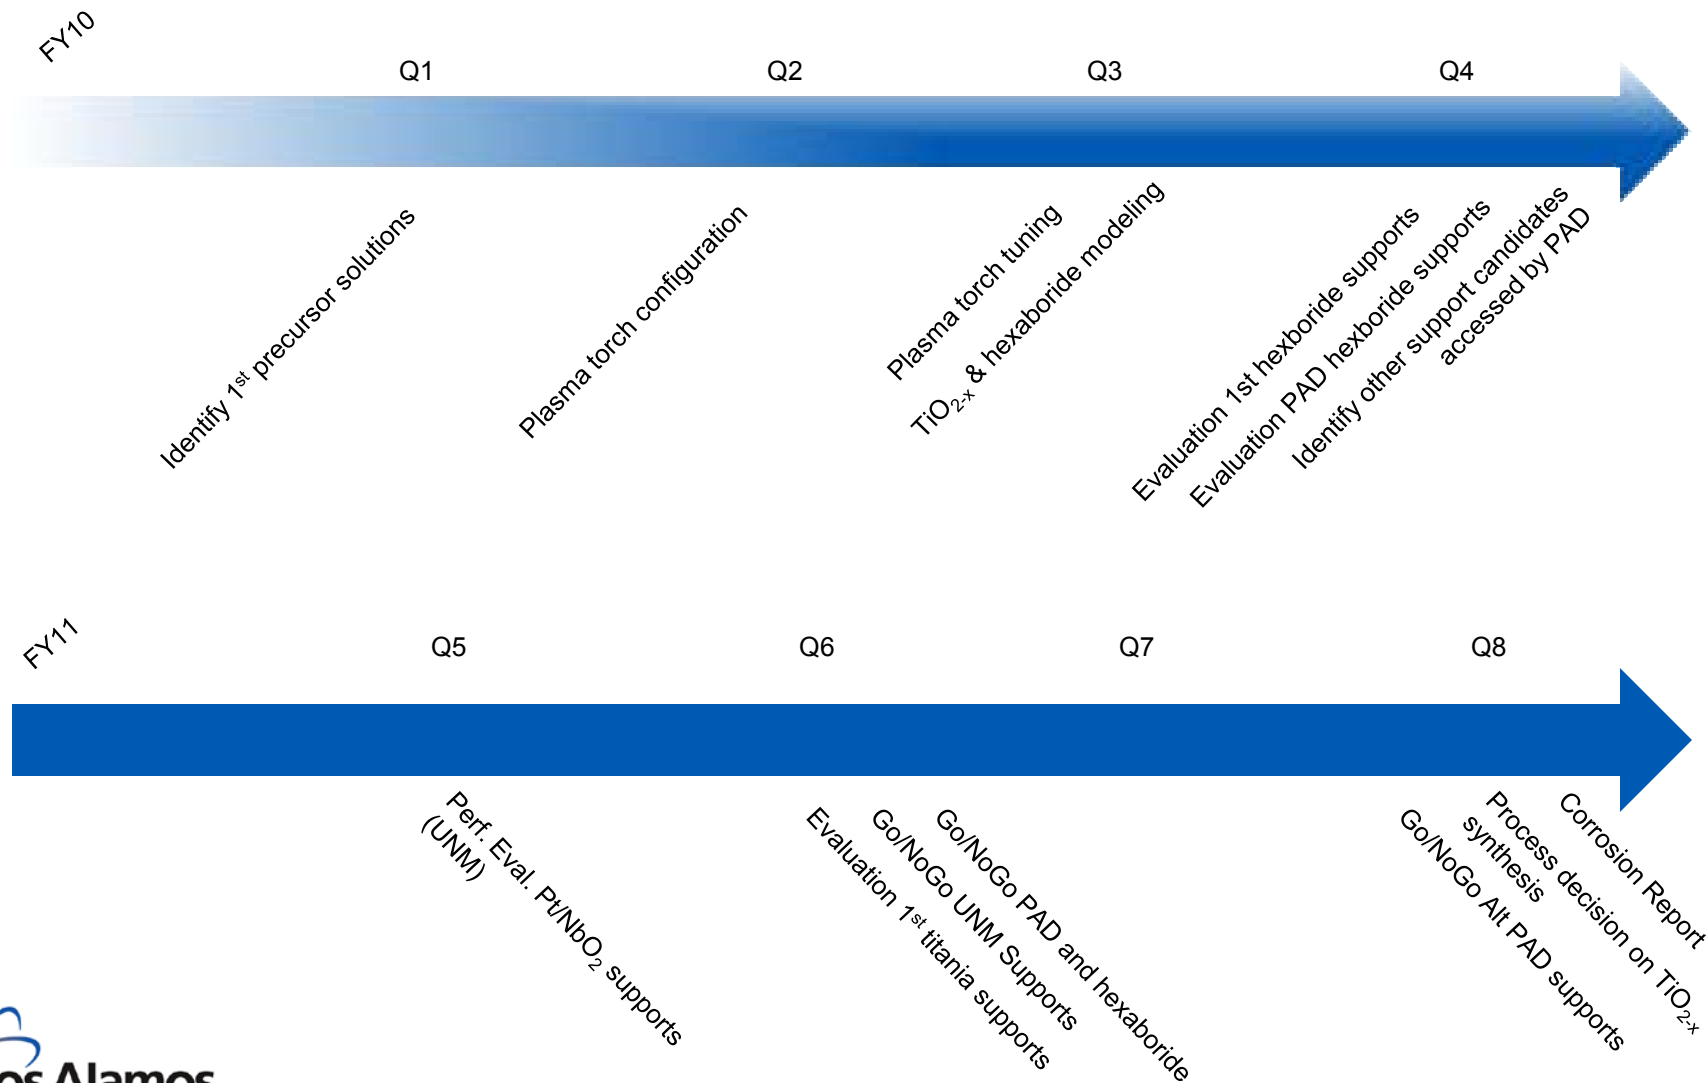 FY10
Q1
Q2
Q3
Q4
Identify 1st precursor solutions
Plasma torch configuration
Plasma torch tuning
TiO2-x & hexaboride modeling
Evaluation 1st hexboride supports
Evaluation PAD hexboride supports
Identify other support candidates
accessed by PAD
FY11
Q5
Q6
Q7
Q8
Perf. Eval. Pt/NbO2 supports
(UNM)
Evaluation 1st titania supports
Go/NoGo UNM Supports
Go/NoGo PAD and hexaboride
Go/NoGo Alt PAD supports
Process decision on TiO2-x
synthesis
Corrosion Report
Alamos